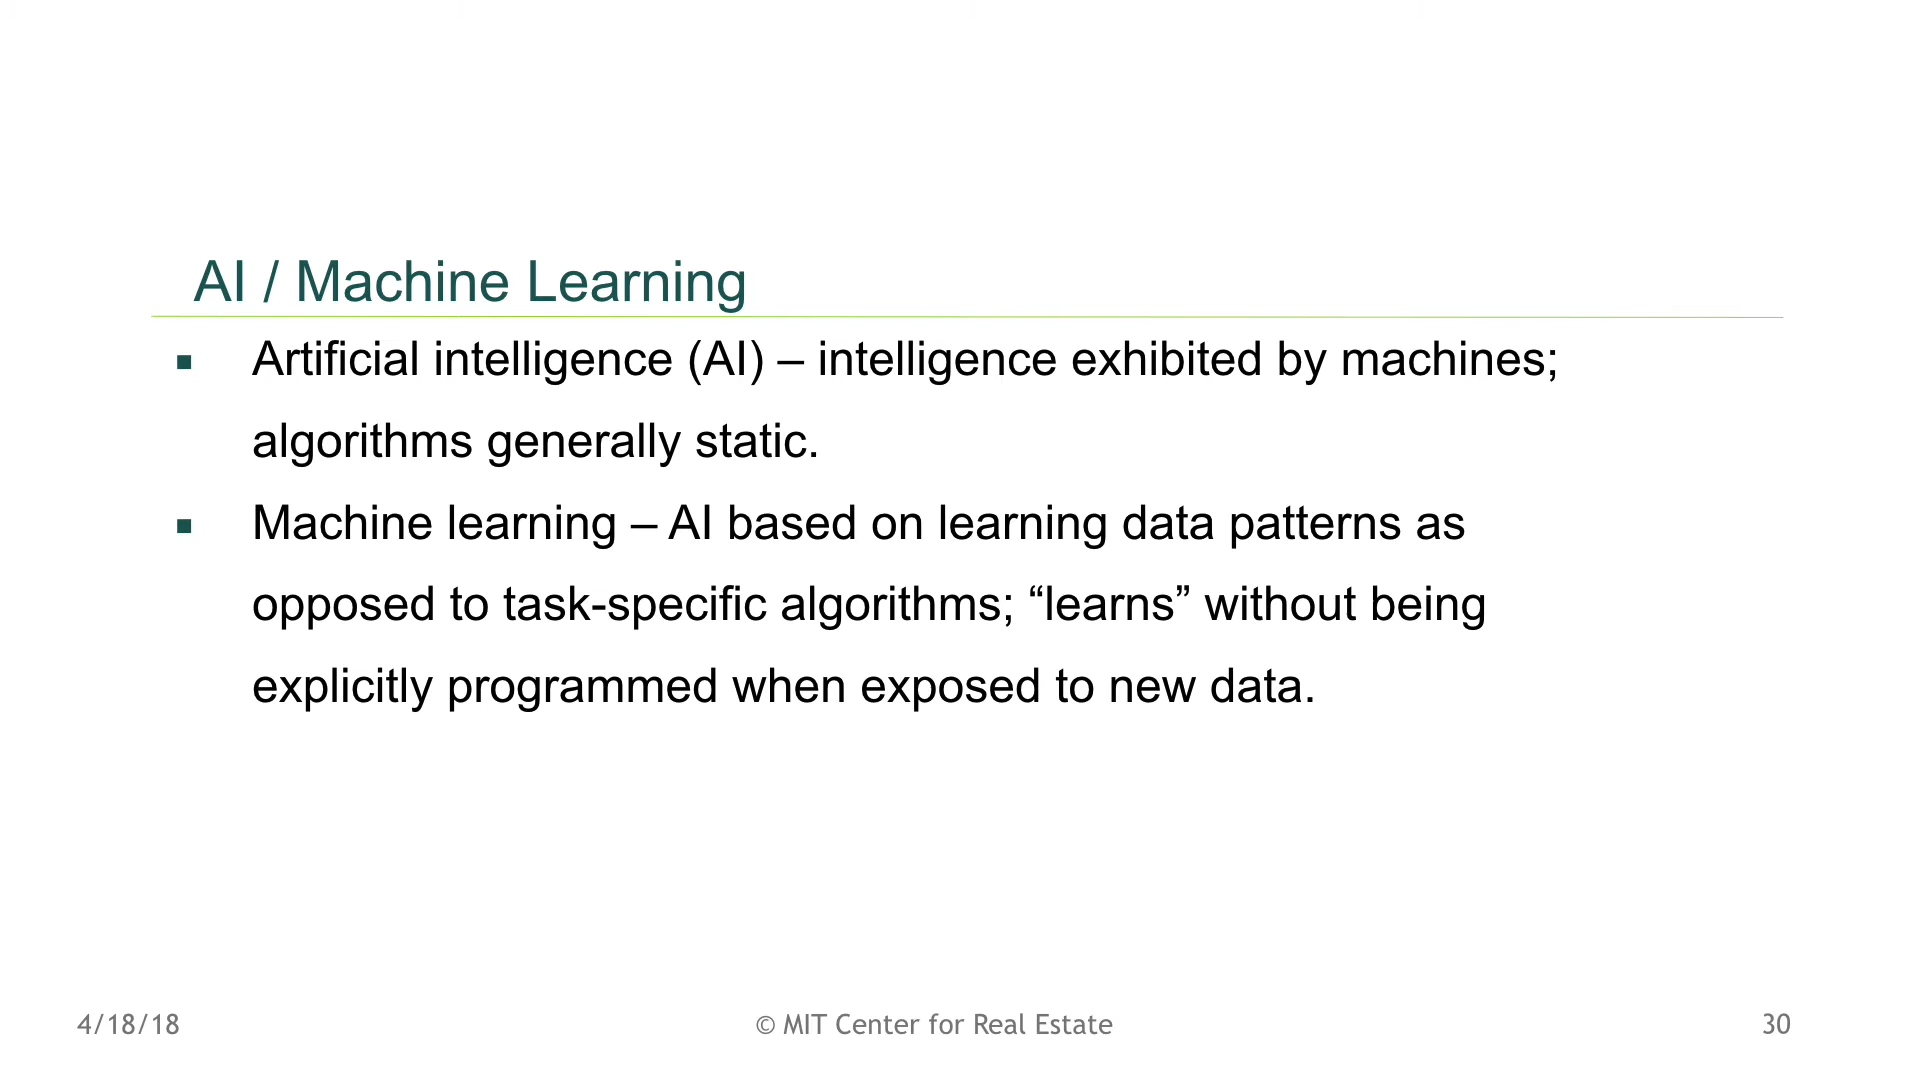 AI / Machine Learning
▪ Artificial intelligence (AI) – intelligence exhibited by machines;
algorithms generally static.
▪ Machine learning – AI based on learning data patterns as
opposed to task-specific algorithms; “learns” without being
explicitly programmed when exposed to new data.
4/18/18
© MIT Center for Real Estate
30